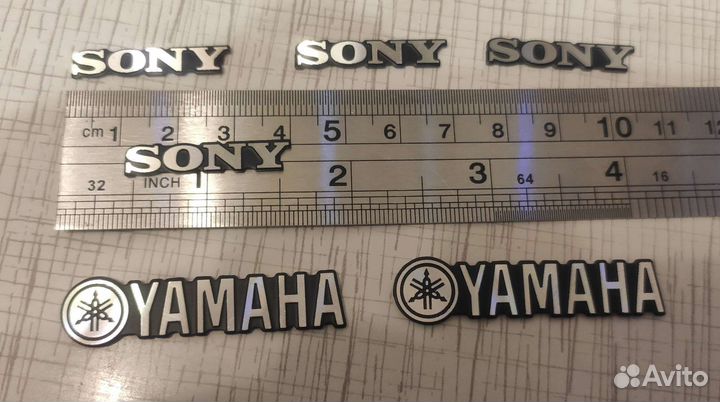 SONY SONY SONY
cm 1 2 3 4 5 6 7 8 9 10 11 12
SONY
32 INCH 1 2 3 64 4 16
YAMAHA YAMAHA
Avito